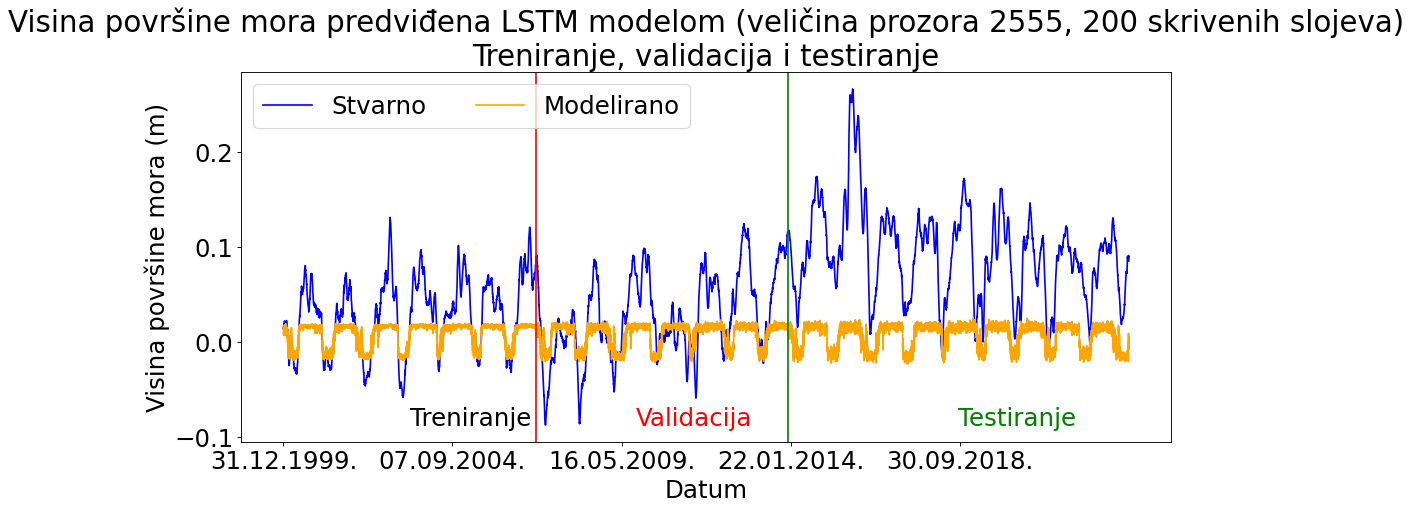 Visina površine mora predviđena LSTM modelom (veličina prozora 2555, 200 skrivenih slojeva)
Treniranje, validacija i testiranje
Stvarno
Modelirano
Visina površine mora (m)
0.2
0.1
0.0
−0.1
Treniranje
Validacija
Testiranje
31.12.1999.
07.09.2004.
16.05.2009.
22.01.2014.
30.09.2018.
Datum